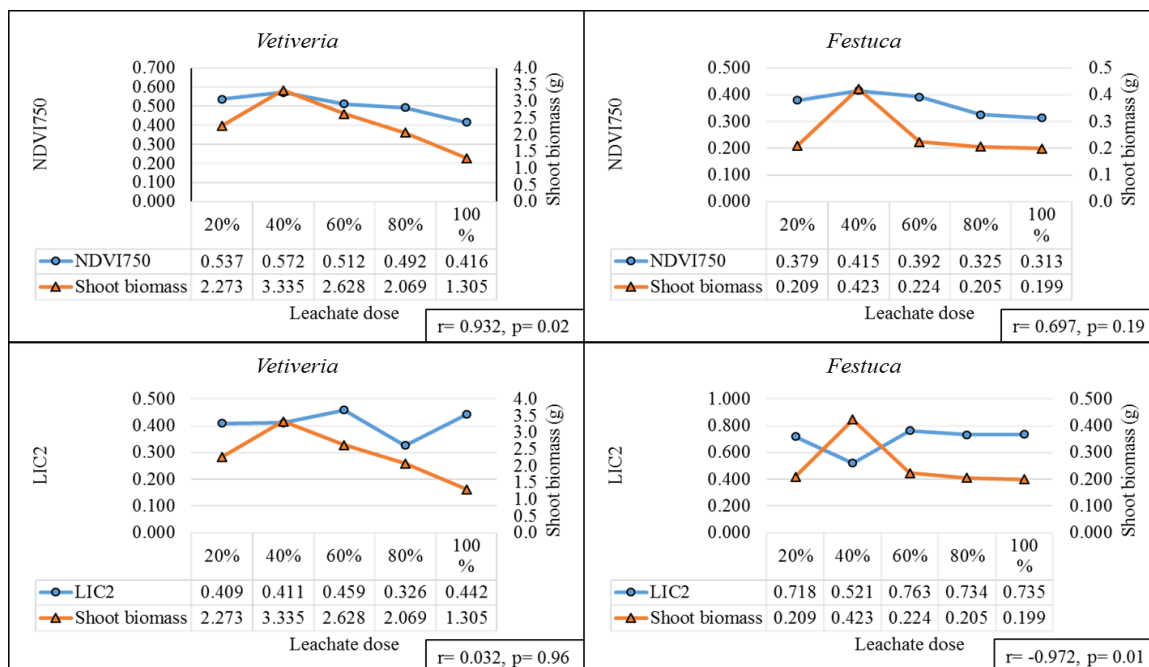 Vetiveria
0.700
0.600
0.500
0.400
0.300
0.200
0.100
0.000
NDVI750
4.0
3.5
3.0
2.5
2.0
1.5
1.0
0.5
0.0
Shoot biomass (g)
20% 40% 60% 80% 100 %
NDVI750 0.537 0.572 0.512 0.492 0.416
Shoot biomass 2.273 3.335 2.628 2.069 1.305
Leachate dose
r= 0.932, p= 0.02
Festuca
0.500
0.400
0.300
0.200
0.100
0.000
NDVI750
0.5
0.4
0.3
0.2
0.1
0.0
Shoot biomass (g)
20% 40% 60% 80% 100 %
NDVI750 0.379 0.415 0.392 0.325 0.313
Shoot biomass 0.209 0.423 0.224 0.205 0.199
Leachate dose
r= 0.697, p= 0.19
Vetiveria
0.500
0.400
0.300
0.200
0.100
0.000
LIC2
4.0
3.5
3.0
2.5
2.0
1.5
1.0
0.5
0.0
Shoot biomass (g)
20% 40% 60% 80% 100 %
LIC2 0.409 0.411 0.459 0.326 0.442
Shoot biomass 2.273 3.335 2.628 2.069 1.305
Leachate dose
r= 0.032, p= 0.96
Festuca
1.000
0.800
0.600
0.400
0.200
0.000
LIC2
0.500
0.400
0.300
0.200
0.100
0.000
Shoot biomass (g)
20% 40% 60% 80% 100 %
LIC2 0.718 0.521 0.763 0.734 0.735
Shoot biomass 0.209 0.423 0.224 0.205 0.199
Leachate dose
r= -0.972, p= 0.01